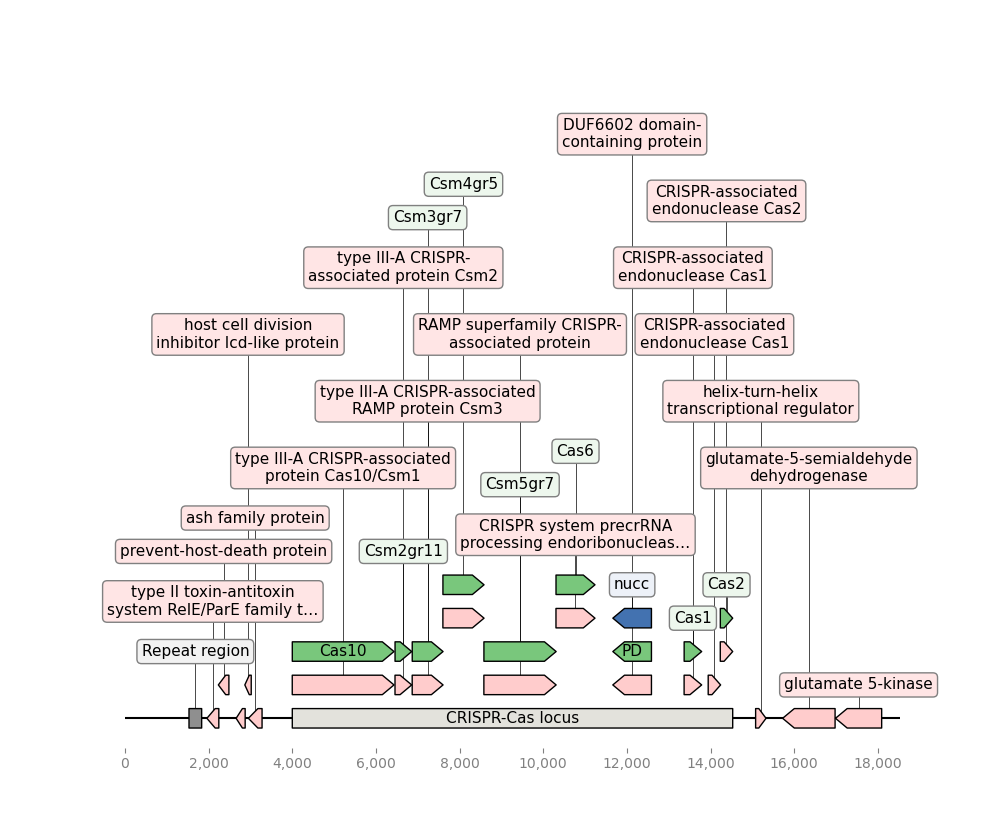 DUF6602 domain-
containing protein
Csm4gr5
CRISPR-associated
endonuclease Cas2
Csm3gr7
type III-A CRISPR-
associated protein Csm2
CRISPR-associated
endonuclease Cas1
host cell division
inhibitor Icd-like protein
RAMP superfamily CRISPR-
associated protein
CRISPR-associated
endonuclease Cas1
type III-A CRISPR-associated
RAMP protein Csm3
helix-turn-helix
transcriptional regulator
Cas6
type III-A CRISPR-associated
protein Cas10/Csm1
glutamate-5-semialdehyde
dehydrogenase
Csm5gr7
ash family protein
CRISPR system precrRNA
processing endoribonucleas…
prevent-host-death protein
Csm2gr11
type II toxin-antitoxin
system RelE/ParE family t…
nucc
Cas2
Cas1
Repeat region
Cas10
PD
glutamate 5-kinase
CRISPR-Cas locus
0 2,000 4,000 6,000 8,000 10,000 12,000 14,000 16,000 18,000